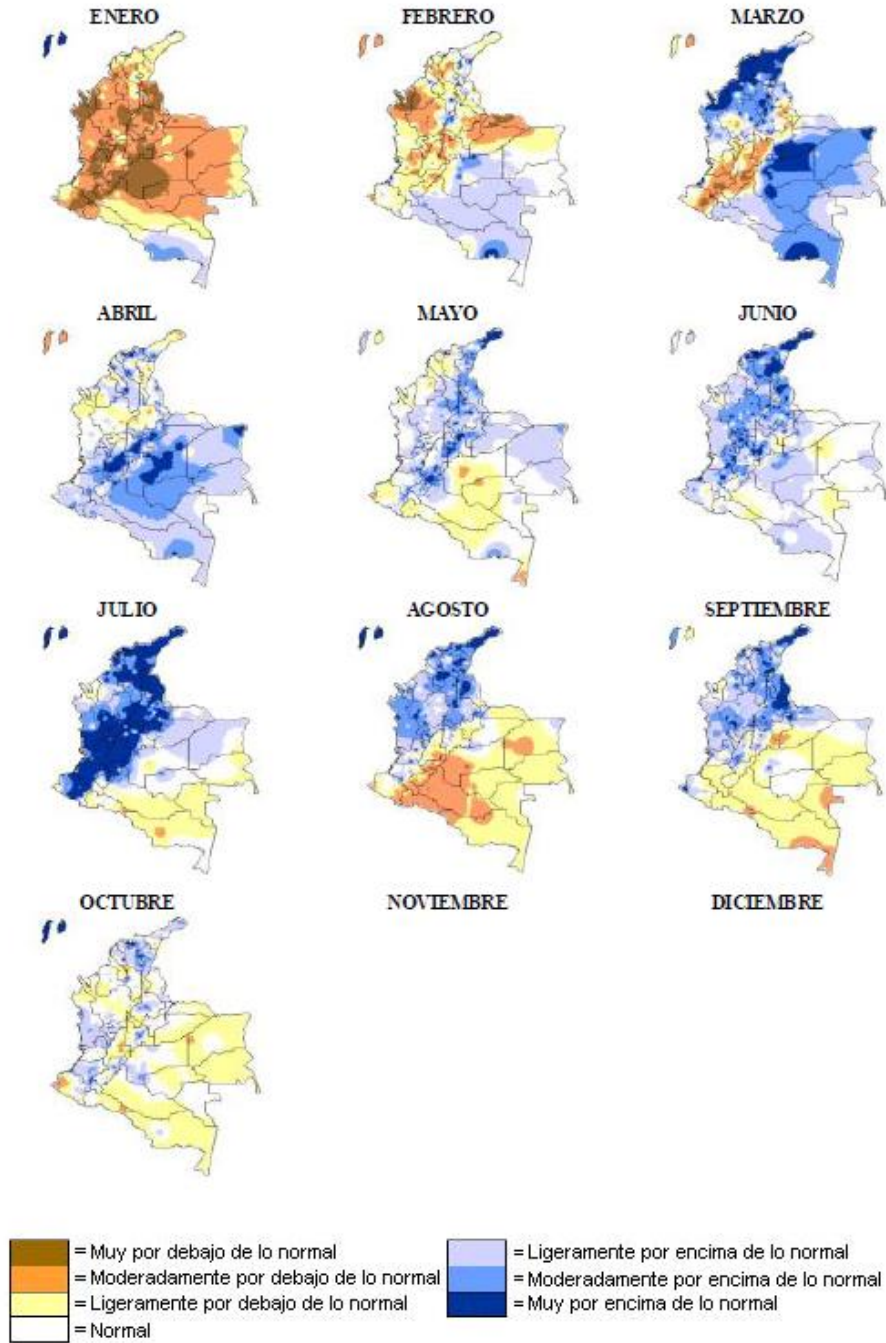 ENERO
FEBRERO
MARZO
ABRIL
MAYO
JUNIO
JULIO
AGOSTO
SEPTIEMBRE
OCTUBRE
NOVIEMBRE
DICIEMBRE
= Muy por debajo de lo normal
= Moderadamente por debajo de lo normal
= Ligeramente por debajo de lo normal
= Normal
= Ligeramente por encima de lo normal
= Moderadamente por encima de lo normal
= Muy por encima de lo normal